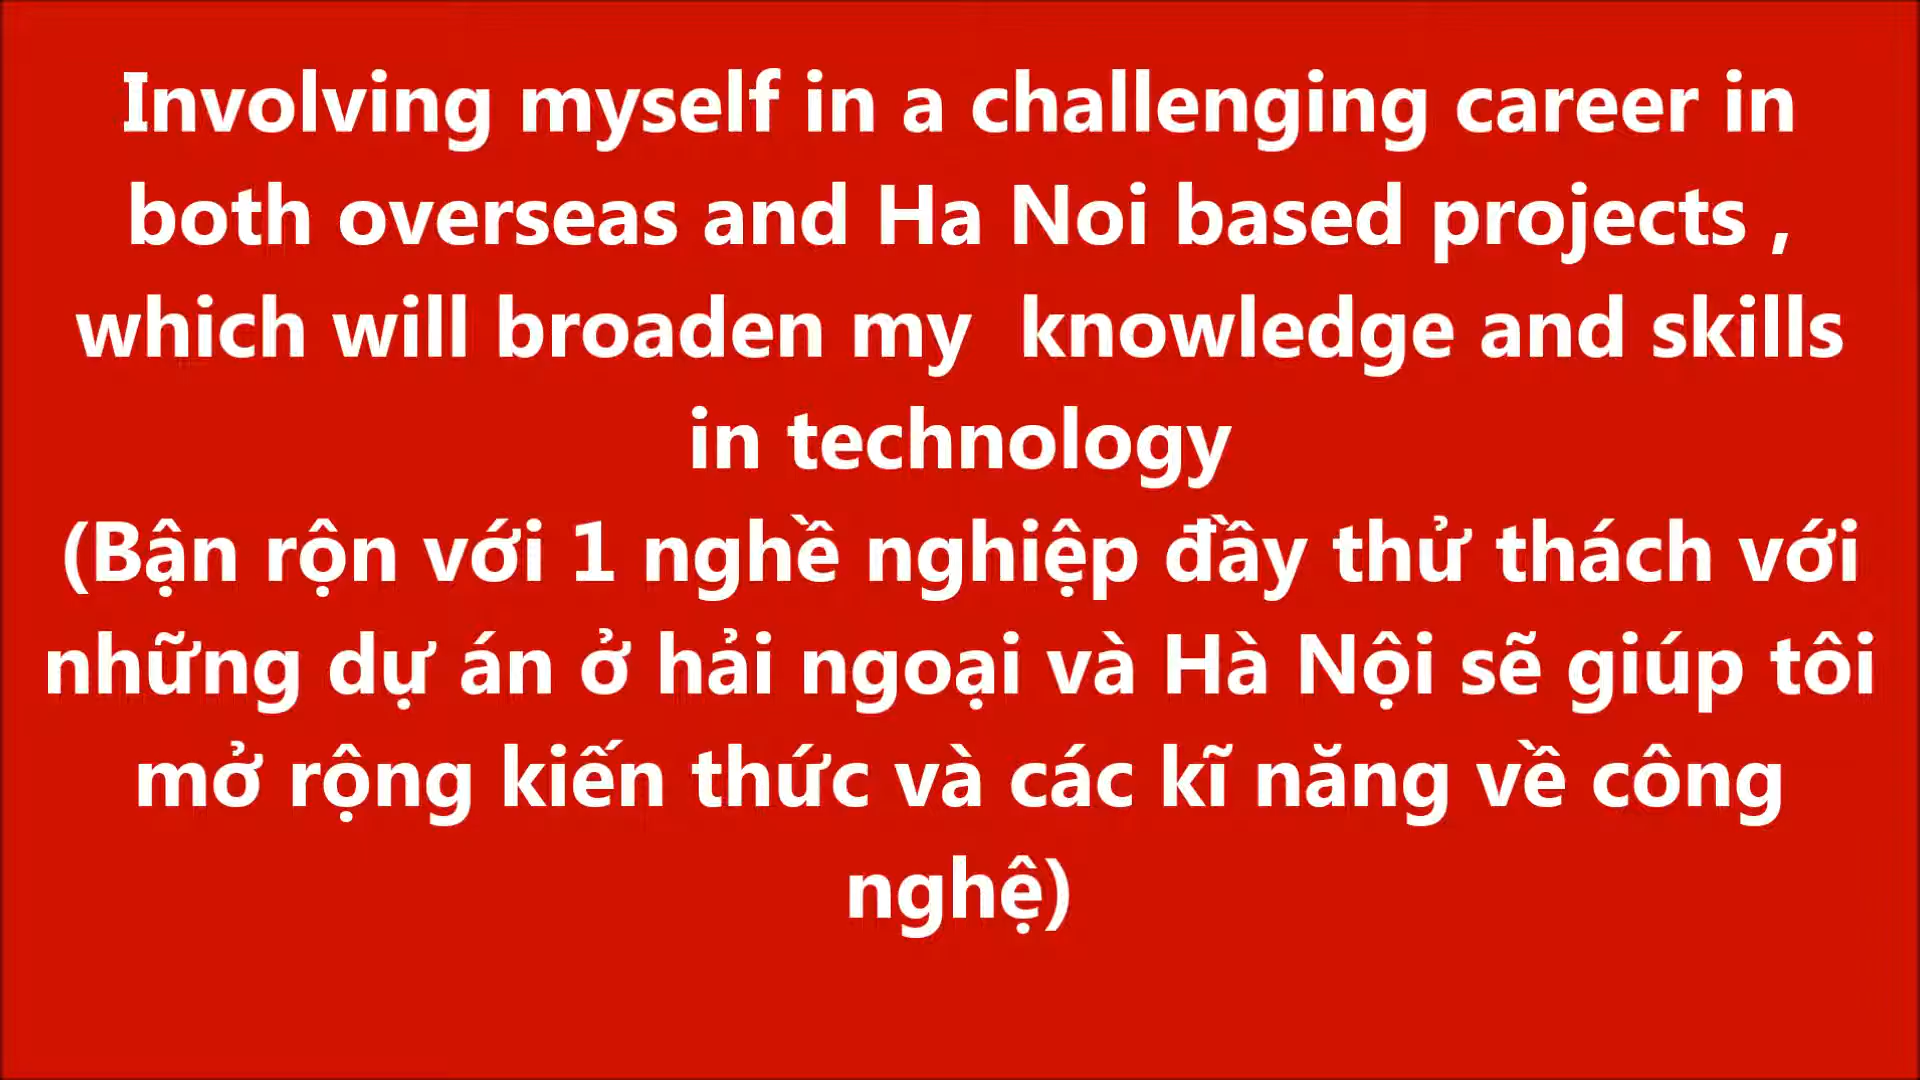 Involving myself in a challenging career in
both overseas and Ha Noi based projects ,
which will broaden my  knowledge and skills
in technology
(Bận rộn với 1 nghề nghiệp đầy thử thách với
những dự án ở hải ngoại và Hà Nội sẽ giúp tôi
mở rộng kiến thức và các kĩ năng về công
nghệ)